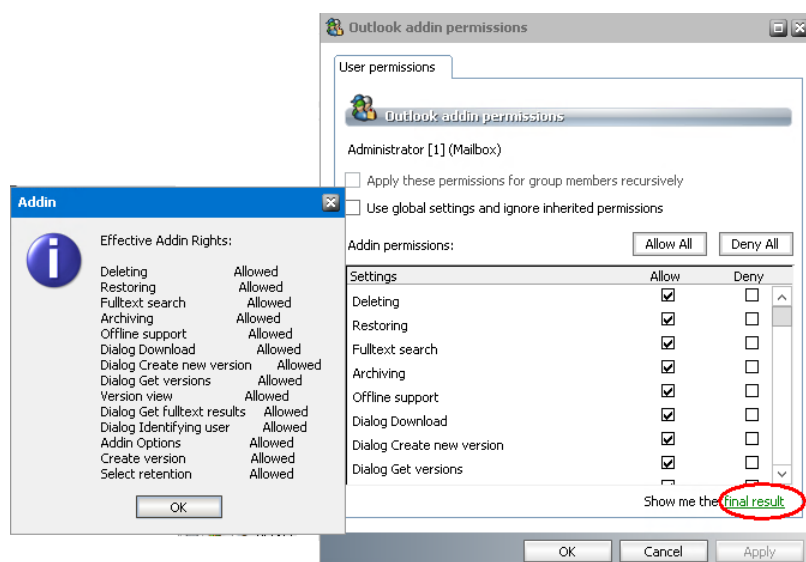 Outlook addin permissions
User permissions
Outlook addin permissions
Administrator [1] (Mailbox)
Apply these permissions for group members recursively
Use global settings and ignore inherited permissions
Addin permissions: Allow All Deny All
Settings Allow Deny
Deleting
Restoring
Fulltext search
Archiving
Offline support
Dialog Download
Dialog Create new version
Dialog Get versions
Show me the final result
OK Cancel Apply
Addin
Effective Addin Rights:
Deleting Allowed
Restoring Allowed
Fulltext search Allowed
Archiving Allowed
Offline support Allowed
Dialog Download Allowed
Dialog Create new version Allowed
Dialog Get versions Allowed
Version view Allowed
Dialog Get fulltext results Allowed
Dialog Identifying user Allowed
Addin Options Allowed
Create version Allowed
Select retention Allowed
OK